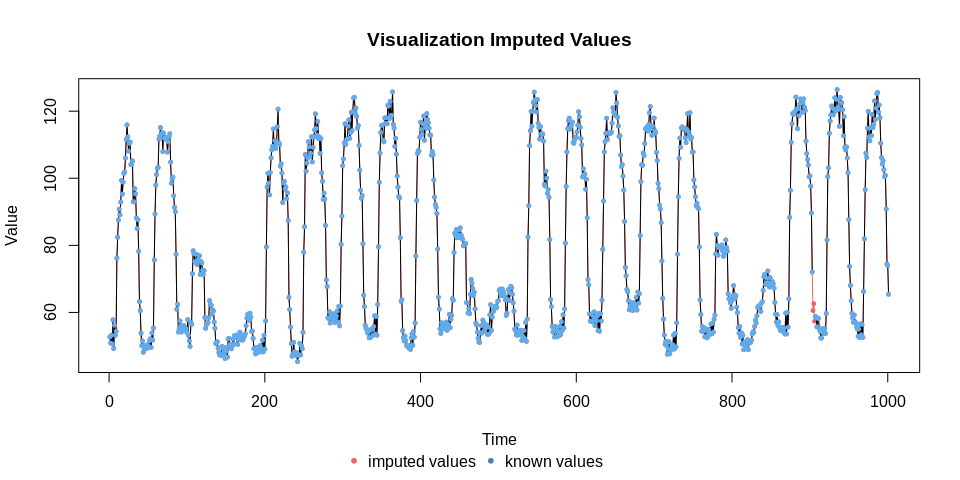 Visualization Imputed Values
Value
120
100
80
60
0 200 400 600 800 1000
Time
imputed values known values